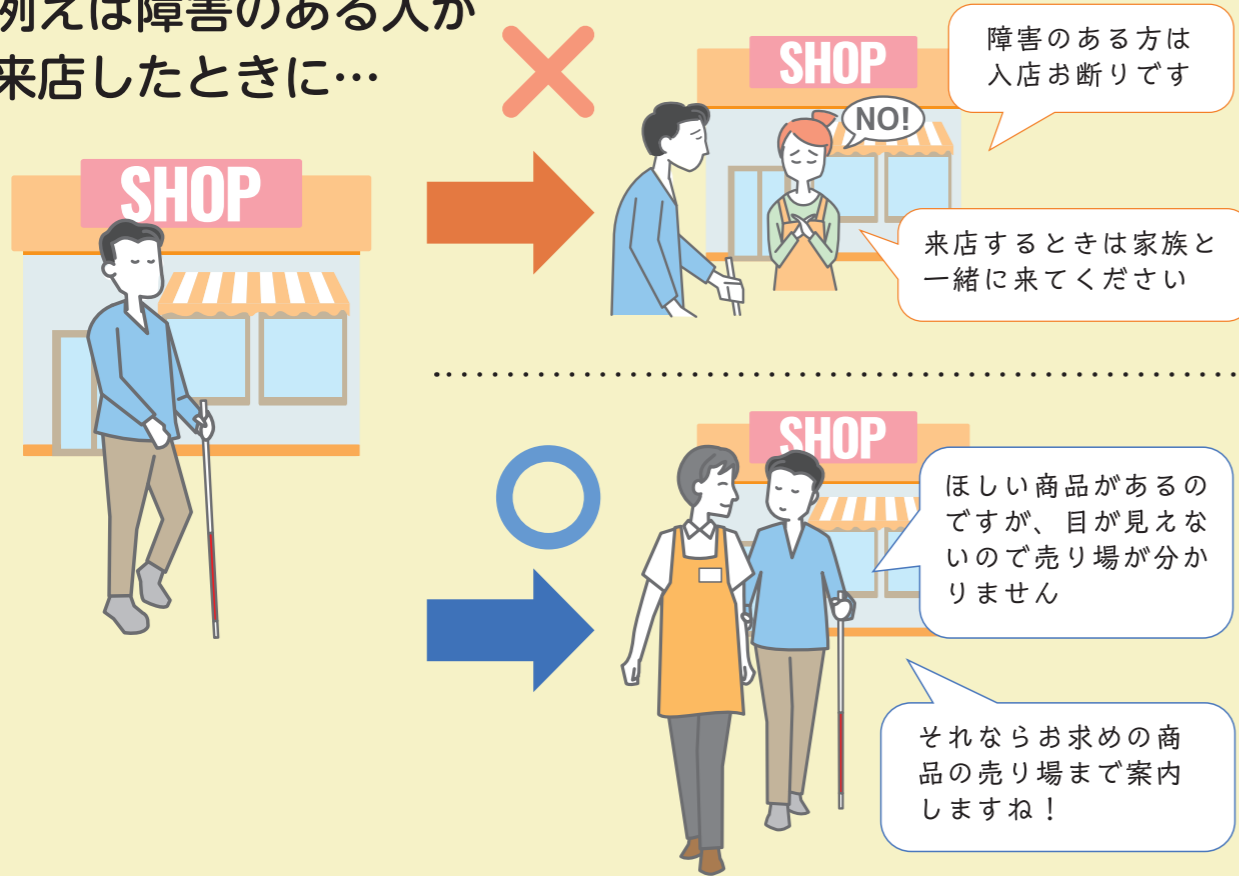 例えば障害のある人が
来店したときに…
SHOP
SHOP
NO!
障害のある方は
入店お断りです
来店するときは家族と
一緒に来てください
SHOP
ほしい商品があるの
ですが、目が見えな
いので売り場が分か
りません
それならお求めの商
品の売り場まで案内
しますね！